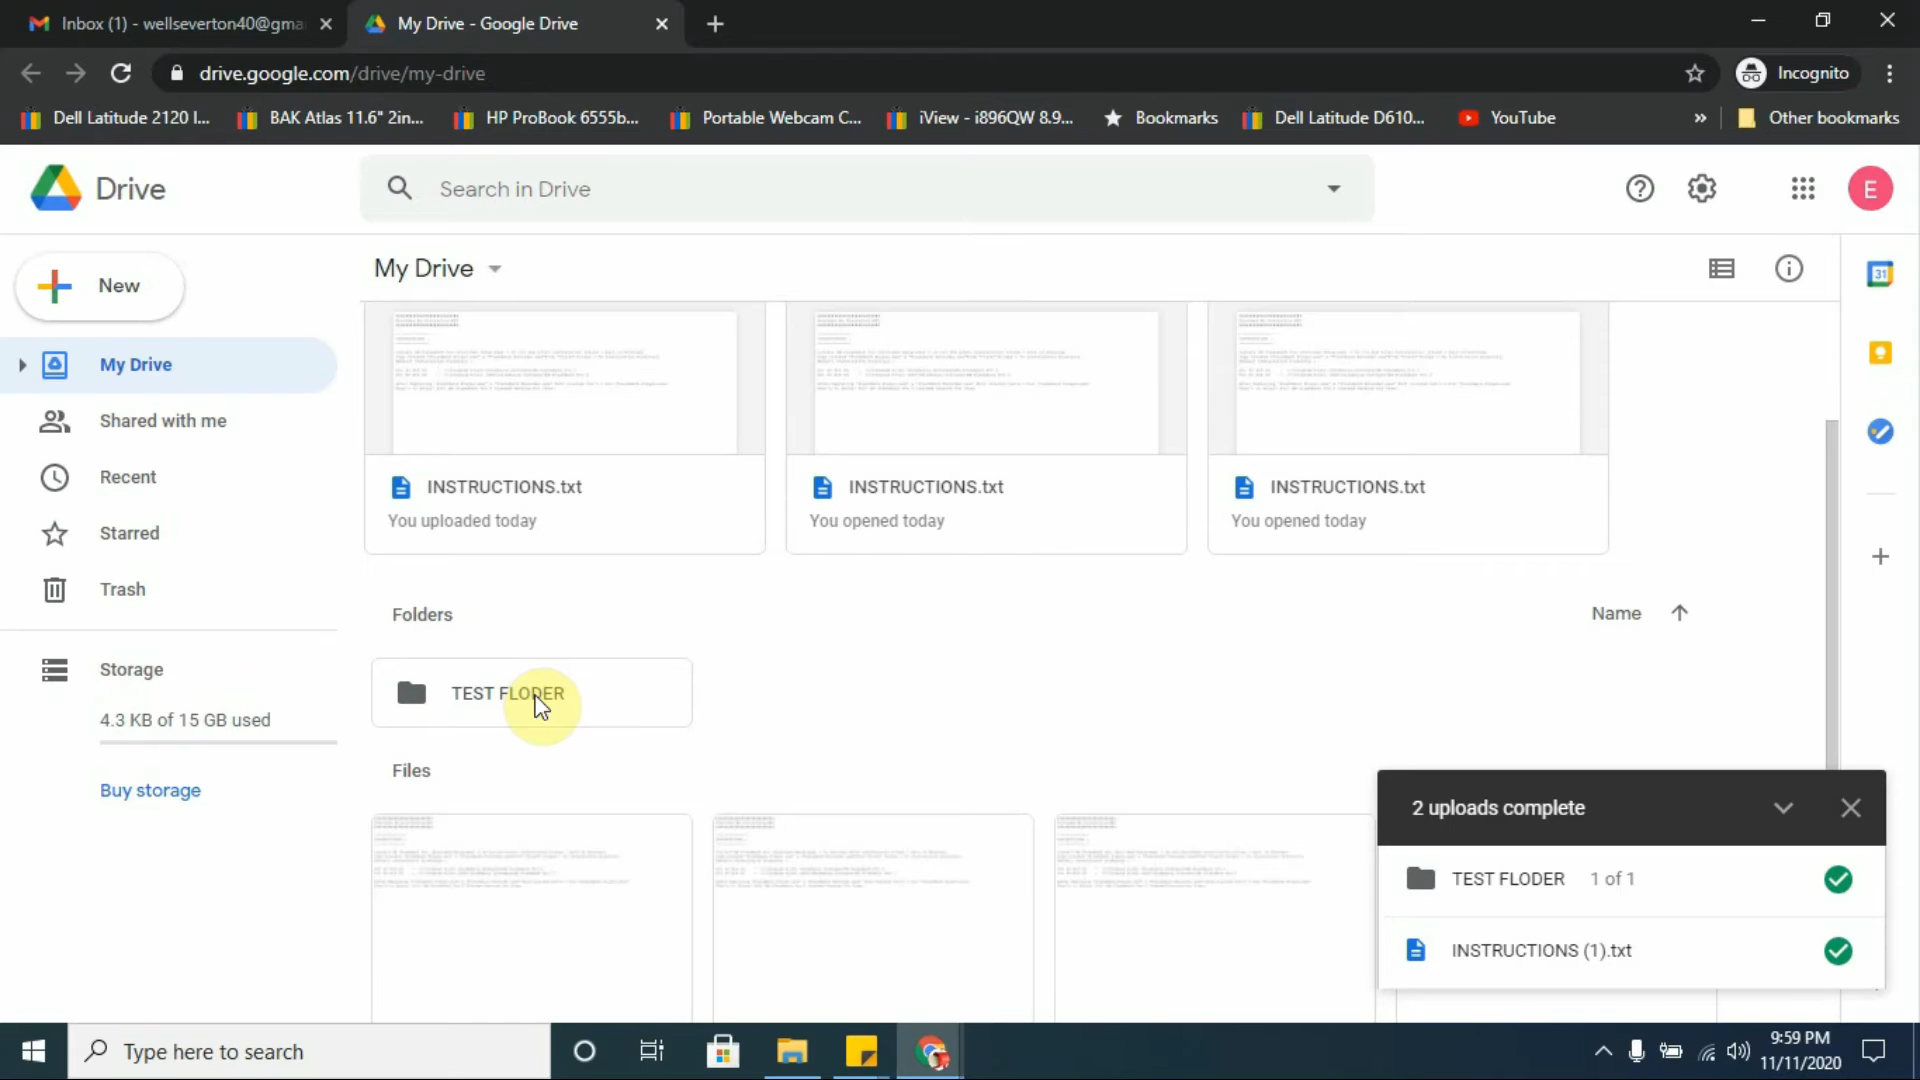 Inbox (1) - wellseverton40@gma
My Drive - Google Drive
drive.google.com/drive/my-drive
Incognito
Dell Latitude 2120 I...
BAK Atlas 11.6" 2in...
HP ProBook 6555b...
Portable Webcam C...
iView - i896QW 8.9...
Bookmarks
Dell Latitude D610...
YouTube
»
Other bookmarks
Drive
Search in Drive
E
New
My Drive
31
My Drive
Shared with me
Recent
Starred
Trash
Storage
4.3 KB of 15 GB used
Buy storage
INSTRUCTIONS.txt
You uploaded today
INSTRUCTIONS.txt
You opened today
INSTRUCTIONS.txt
You opened today
Folders
Name
TEST FLODER
Files
2 uploads complete
TEST FLODER 1 of 1
INSTRUCTIONS (1).txt
Type here to search
9:59 PM
11/11/2020